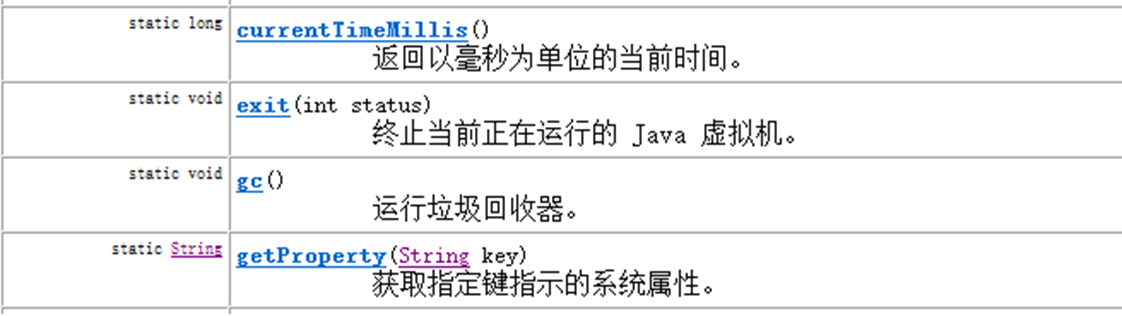 static long currentTimeMillis()
返回以毫秒为单位的当前时间。
static void exit(int status)
终止当前正在运行的 Java 虚拟机。
static void gc()
运行垃圾回收器。
static String getProperty(String key)
获取指定键指示的系统属性。